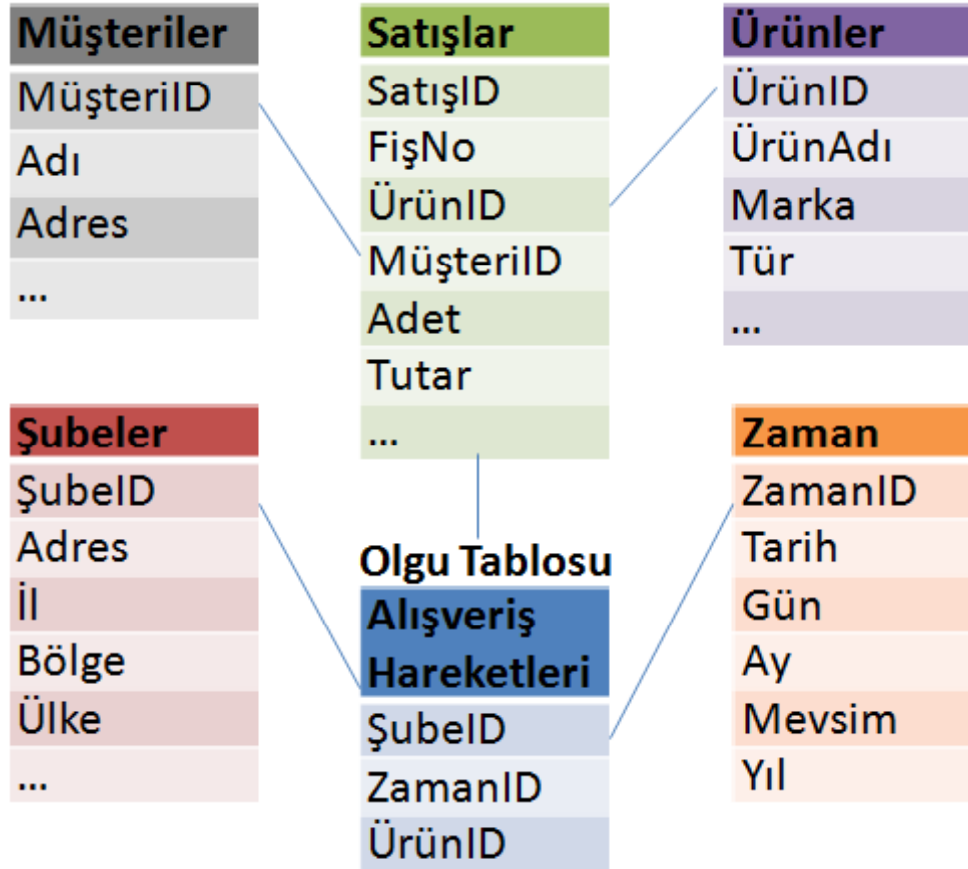 Müşteriler
MüşteriID
Adı
Adres
...
Satışlar
SatışID
FişNo
ÜrünID
MüşteriID
Adet
Tutar
...
Ürünler
ÜrünID
ÜrünAdı
Marka
Tür
...
Şubeler
ŞubeID
Adres
İl
Bölge
Ülke
...
Olgu Tablosu
Alışveriş
Hareketleri
ŞubeID
ZamanID
ÜrünID
Zaman
ZamanID
Tarih
Gün
Ay
Mevsim
Yıl